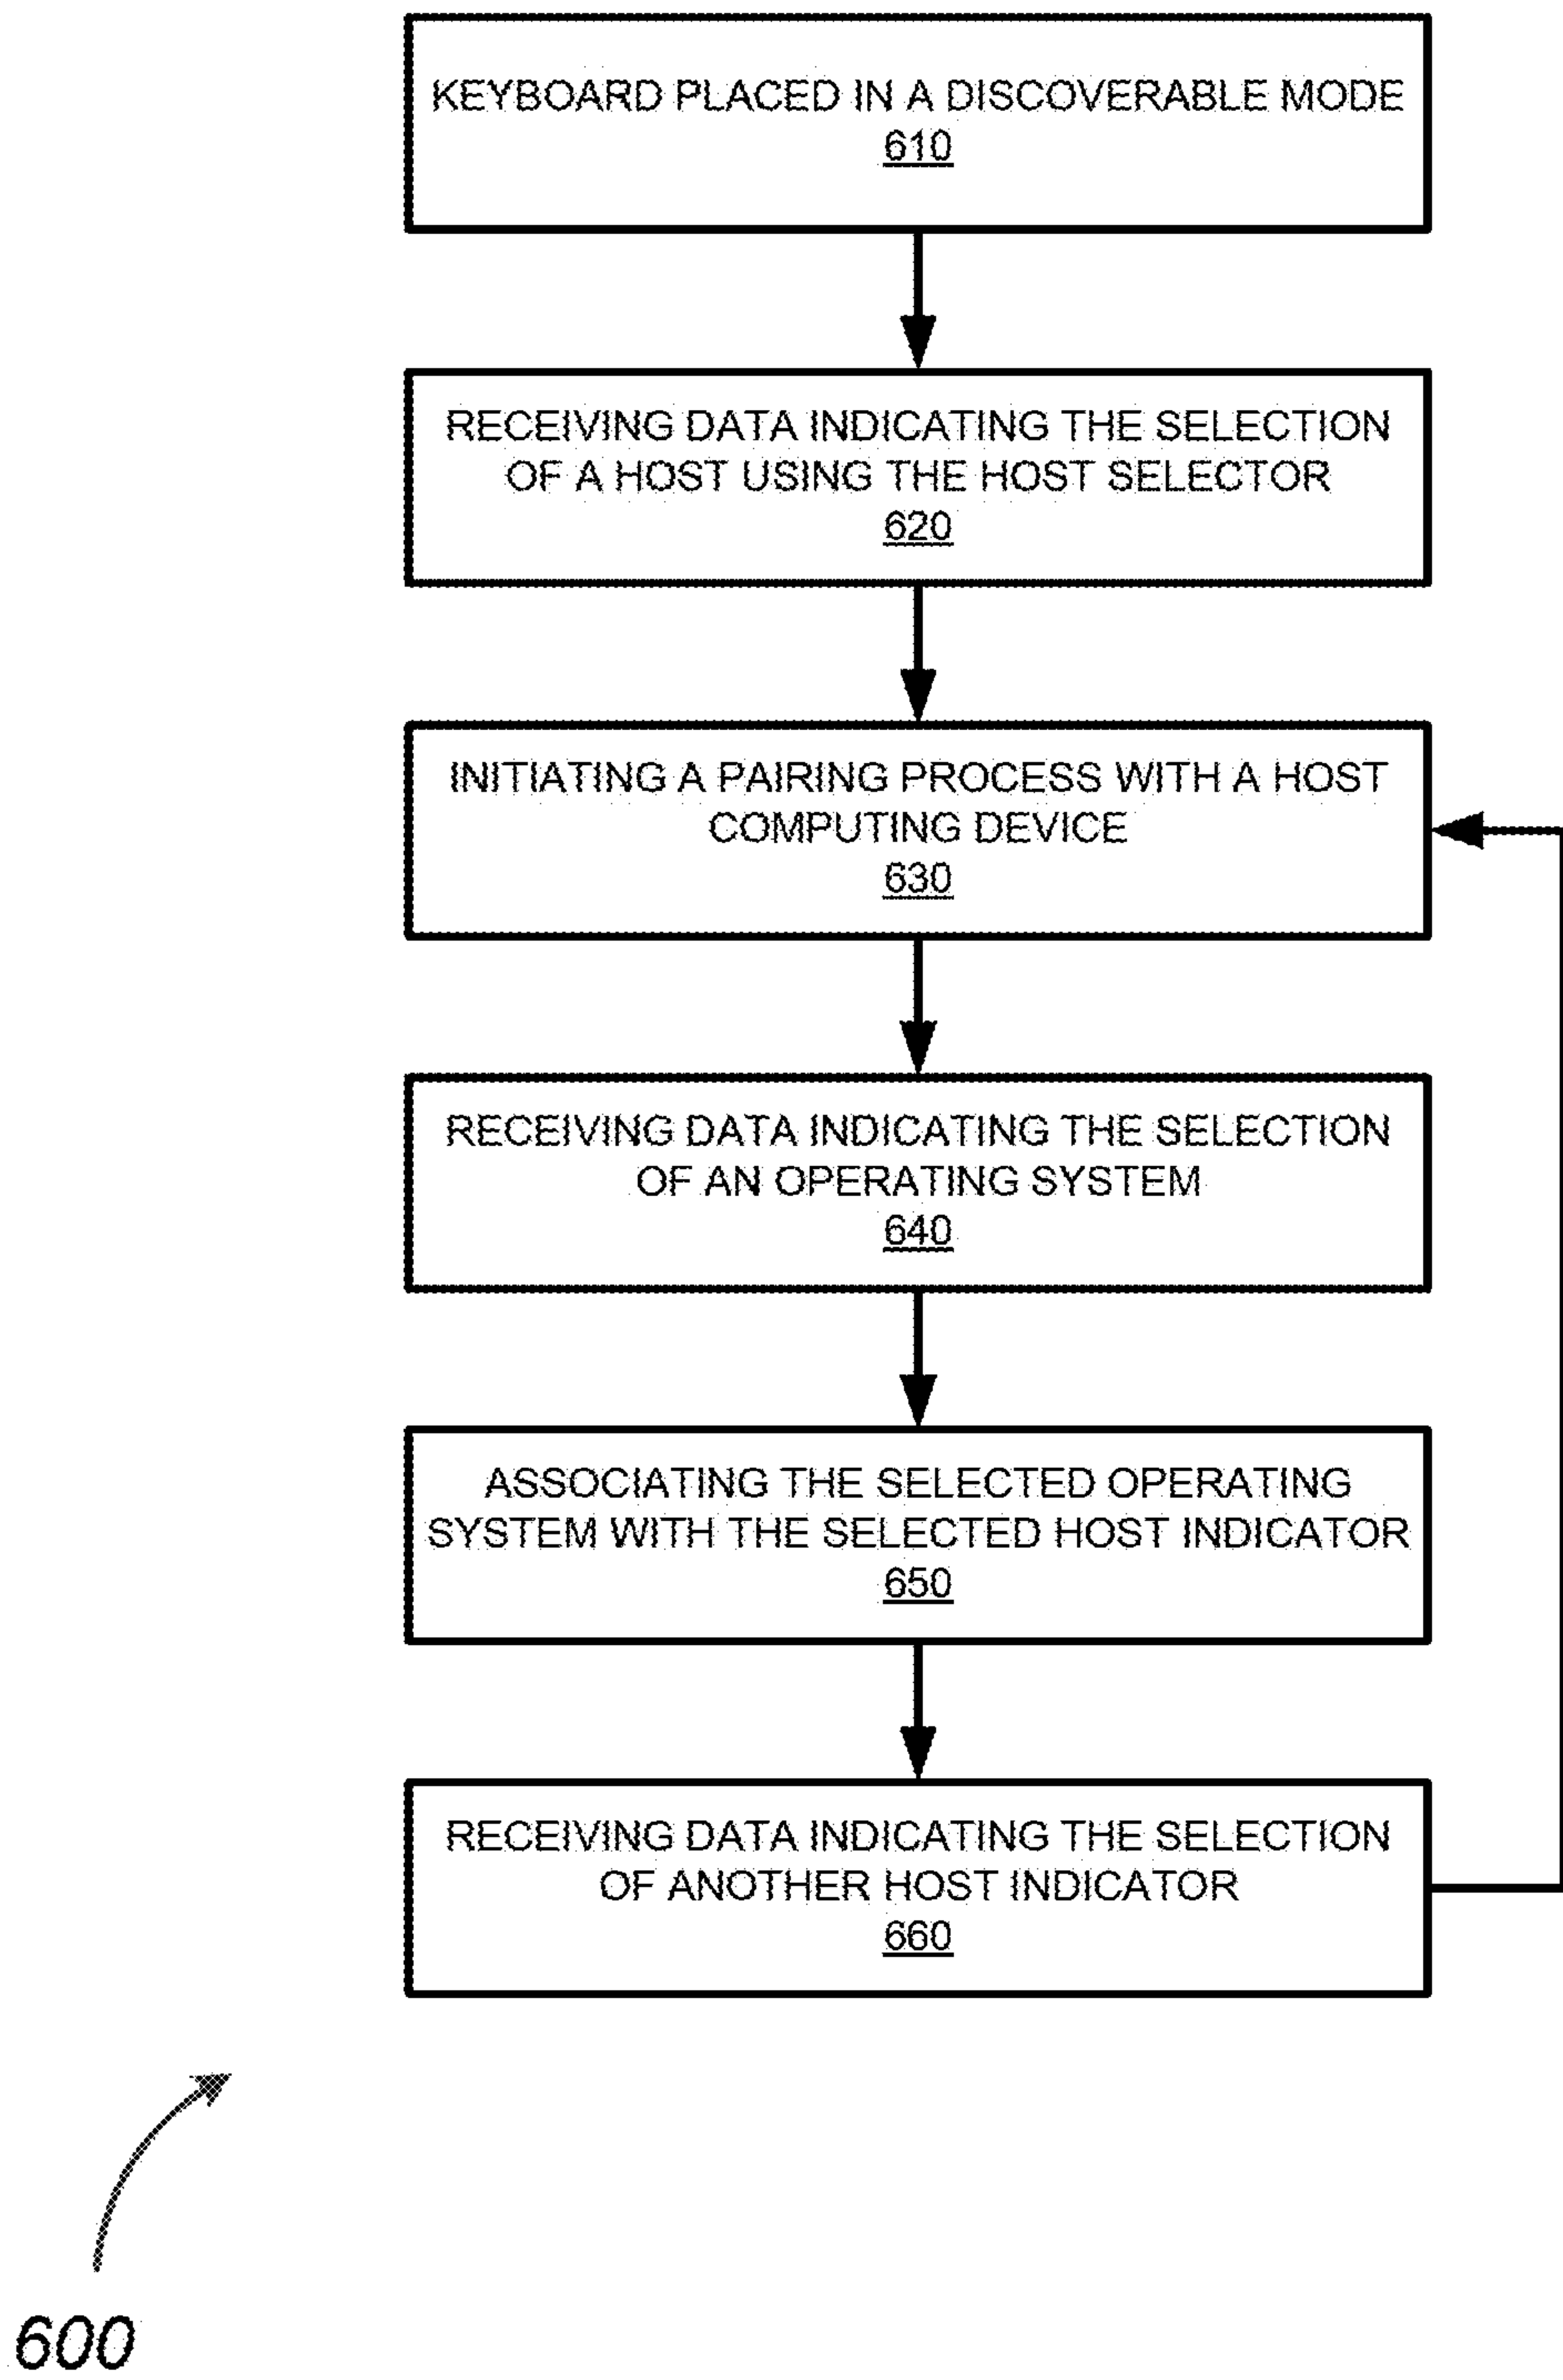 KEYBOARD PLACED IN A DISCOVERABLE MODE
610
RECEIVING DATA INDICATING THE SELECTION
OF A HOST USING THE HOST SELECTOR
620
INITIATING A PAIRING PROCESS WITH A HOST
COMPUTING DEVICE
630
RECEIVING DATA INDICATING THE SELECTION
OF AN OPERATING SYSTEM
640
ASSOCIATING THE SELECTED OPERATING
SYSTEM WITH THE SELECTED HOST INDICATOR
650
RECEIVING DATA INDICATING THE SELECTION
OF ANOTHER HOST INDICATOR
660
600